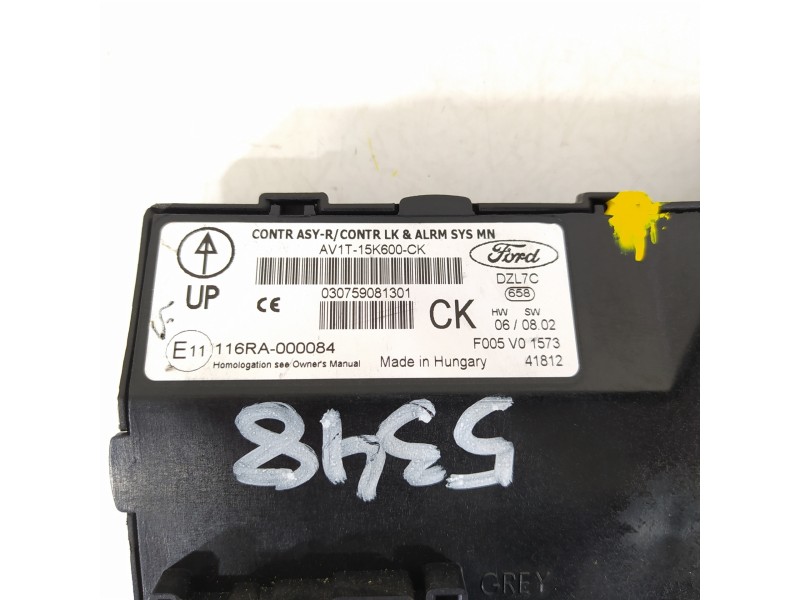 CONTR ASY-R/CONTR LK & ALRM SYS MN
AV1T-15K600-CK
Ford
UP
CE
030759081301
CK
DZL7C
658
HW SW
06 / 08.02
E11 116RA-000084
Homologation see Owner's Manual
Made in Hungary
F005 V0 1573
41812
5348
GREY